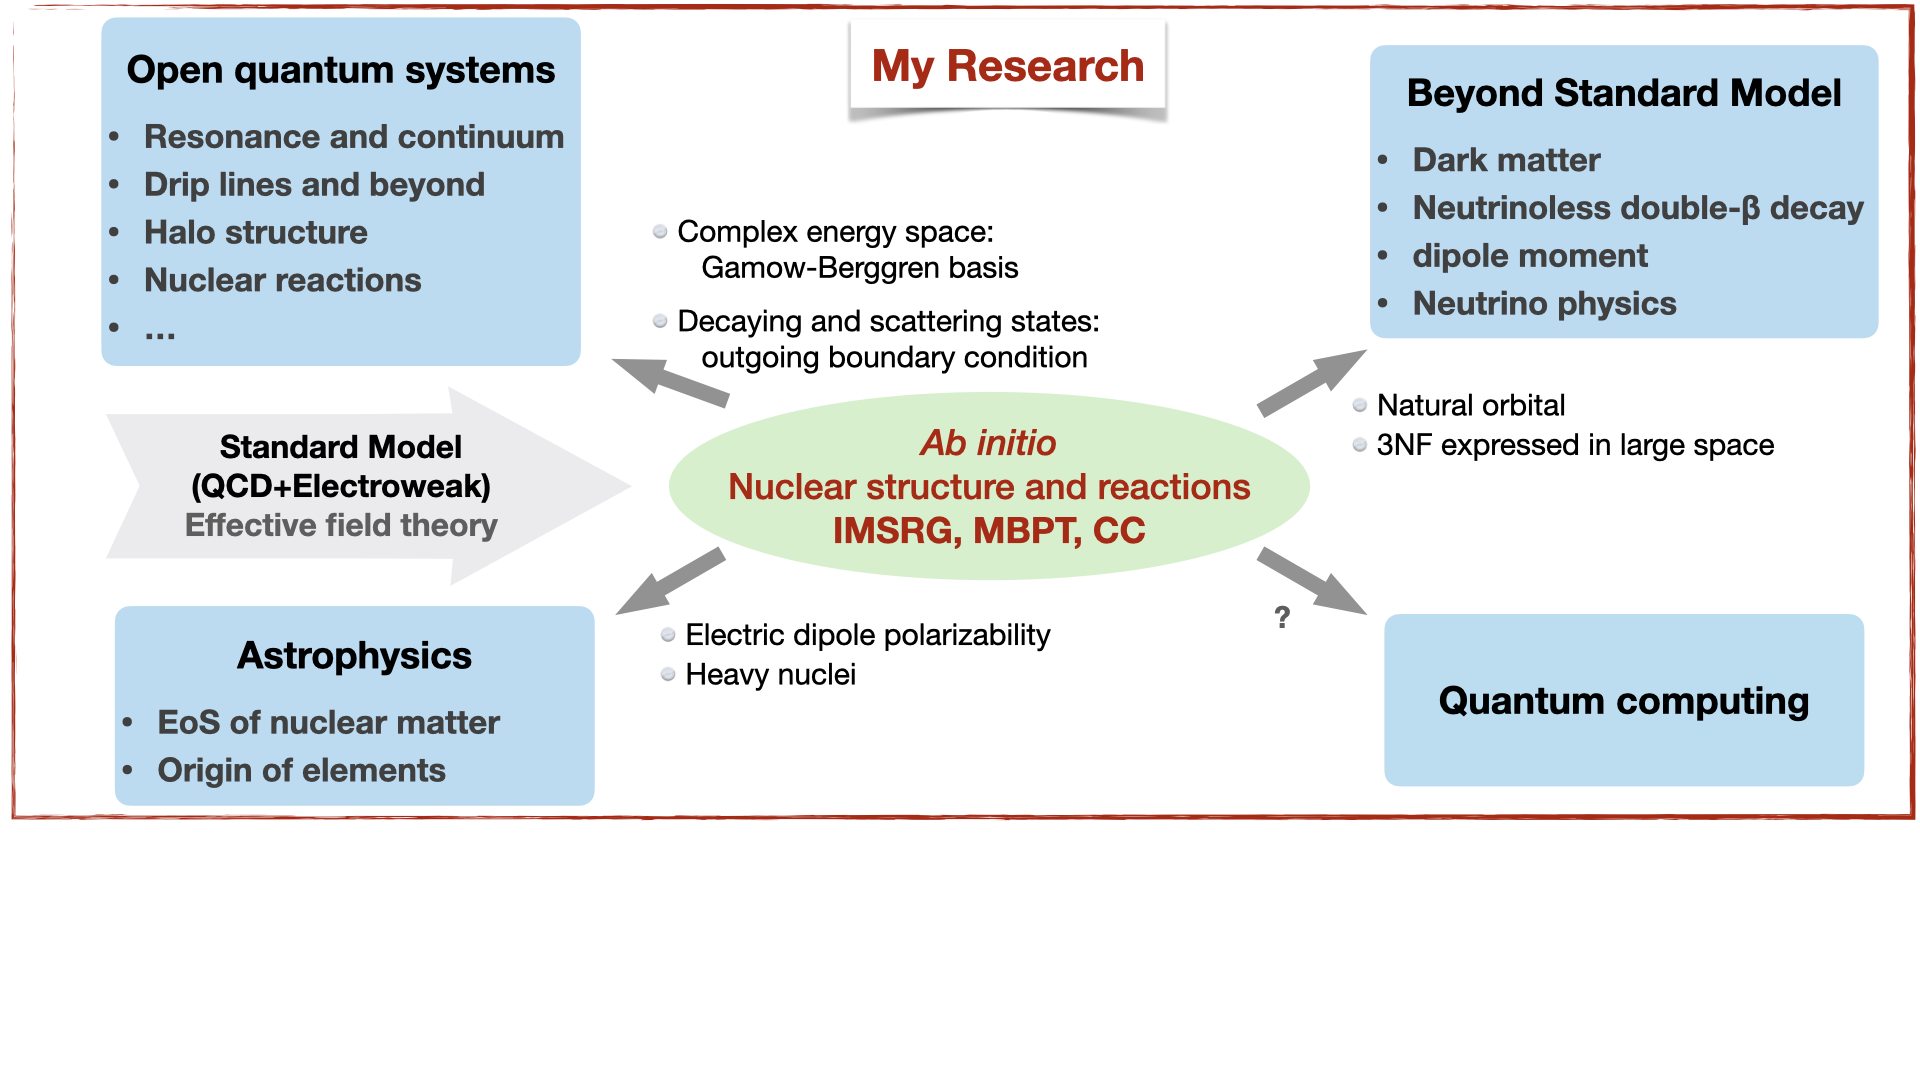 My Research
Open quantum systems
• Resonance and continuum
• Drip lines and beyond
• Halo structure
• Nuclear reactions
• ...
Complex energy space:
Gamow-Berggren basis
Decaying and scattering states:
outgoing boundary condition
Beyond Standard Model
• Dark matter
• Neutrinoless double-β decay
• dipole moment
• Neutrino physics
Natural orbital
3NF expressed in large space
Standard Model
(QCD+Electroweak)
Effective field theory
Ab initio
Nuclear structure and reactions
IMSRG, MBPT, CC
Astrophysics
• EoS of nuclear matter
• Origin of elements
Electric dipole polarizability
Heavy nuclei
?
Quantum computing